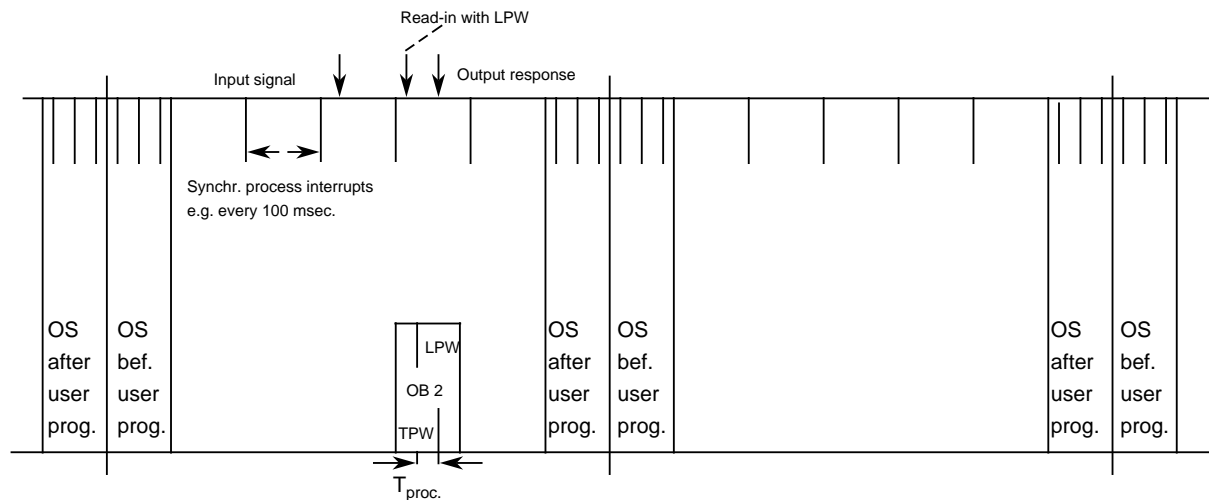 Read-in with LPW
Input signal
Output response
Synchr. process interrupts
e.g. every 100 msec.
OS
after
user
prog.
OS
bef.
user
prog.
LPW
OB 2
TPW
OS
after
user
prog.
OS
bef.
user
prog.
OS
after
user
prog.
OS
bef.
user
prog.
Tproc.